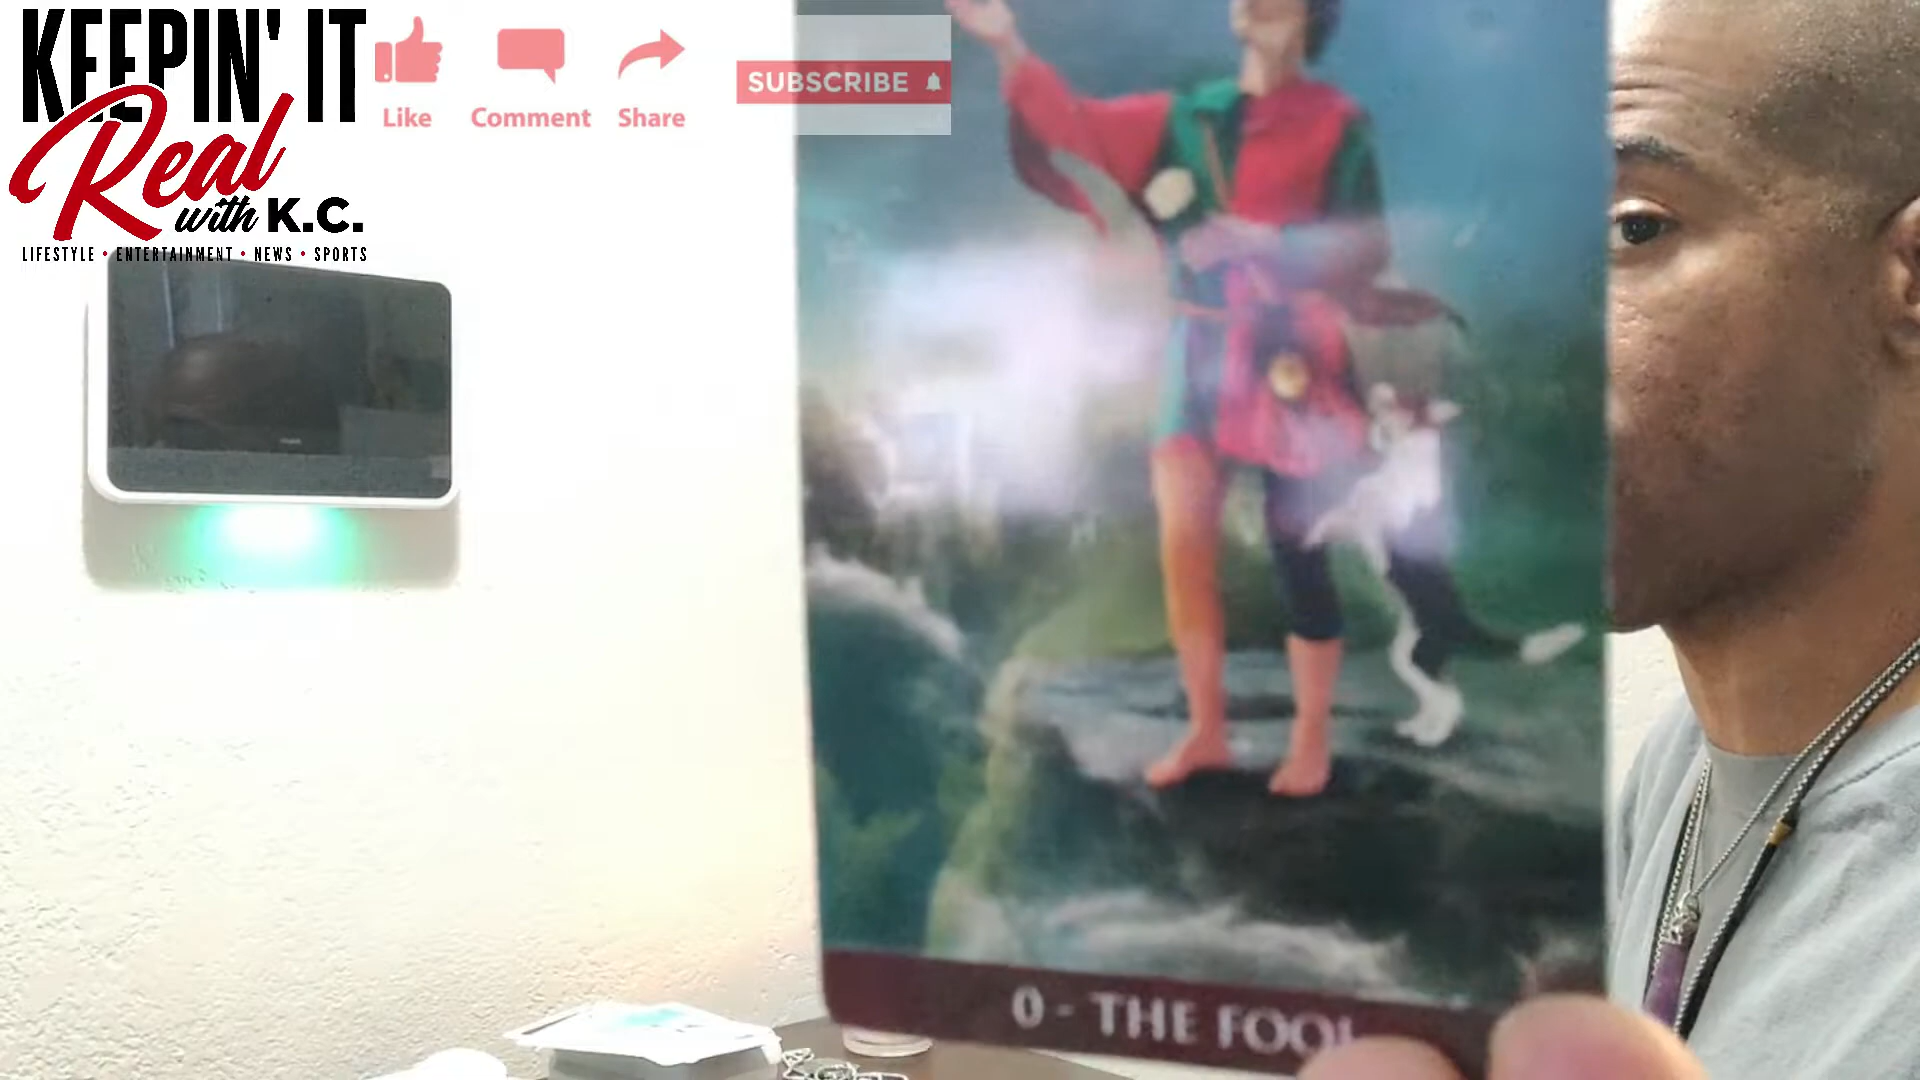 KEEPIN' IT
Real
with K.C.
LIFESTYLE • ENTERTAINMENT • NEWS • SPORTS
Like
Comment
Share
SUBSCRIBE
0 - THE FOOL